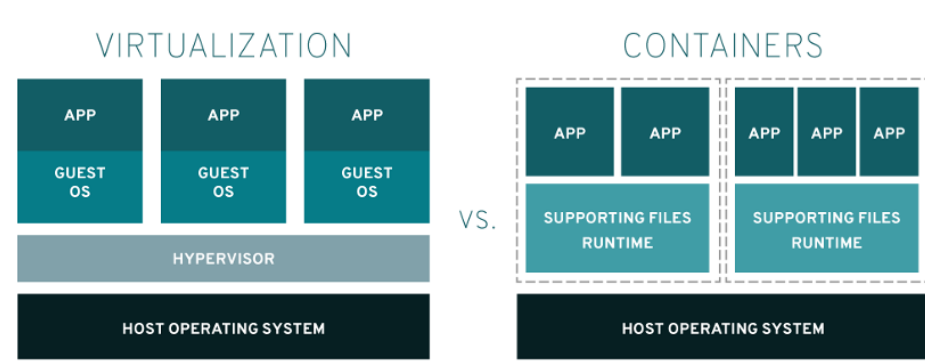 VIRTUALIZATION
APP
APP
APP
GUEST
OS
GUEST
OS
GUEST
OS
HYPERVISOR
HOST OPERATING SYSTEM
VS.
CONTAINERS
APP
APP
APP
APP
APP
SUPPORTING FILES
RUNTIME
SUPPORTING FILES
RUNTIME
HOST OPERATING SYSTEM